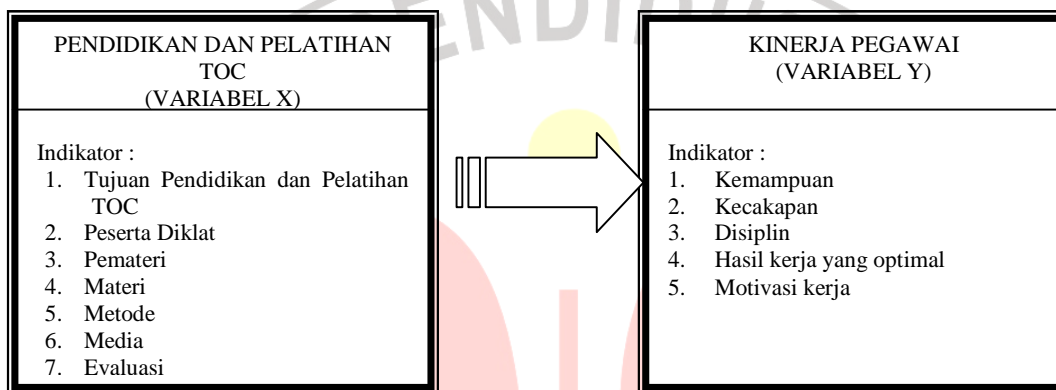 PENDIDIKAN DAN PELATIHAN
TOC
(VARIABEL X)
Indikator :
1. Tujuan Pendidikan dan Pelatihan
TOC
2. Peserta Diklat
3. Pemateri
4. Materi
5. Metode
6. Media
7. Evaluasi
KINERJA PEGAWAI
(VARIABEL Y)
Indikator :
1. Kemampuan
2. Kecakapan
3. Disiplin
4. Hasil kerja yang optimal
5. Motivasi kerja